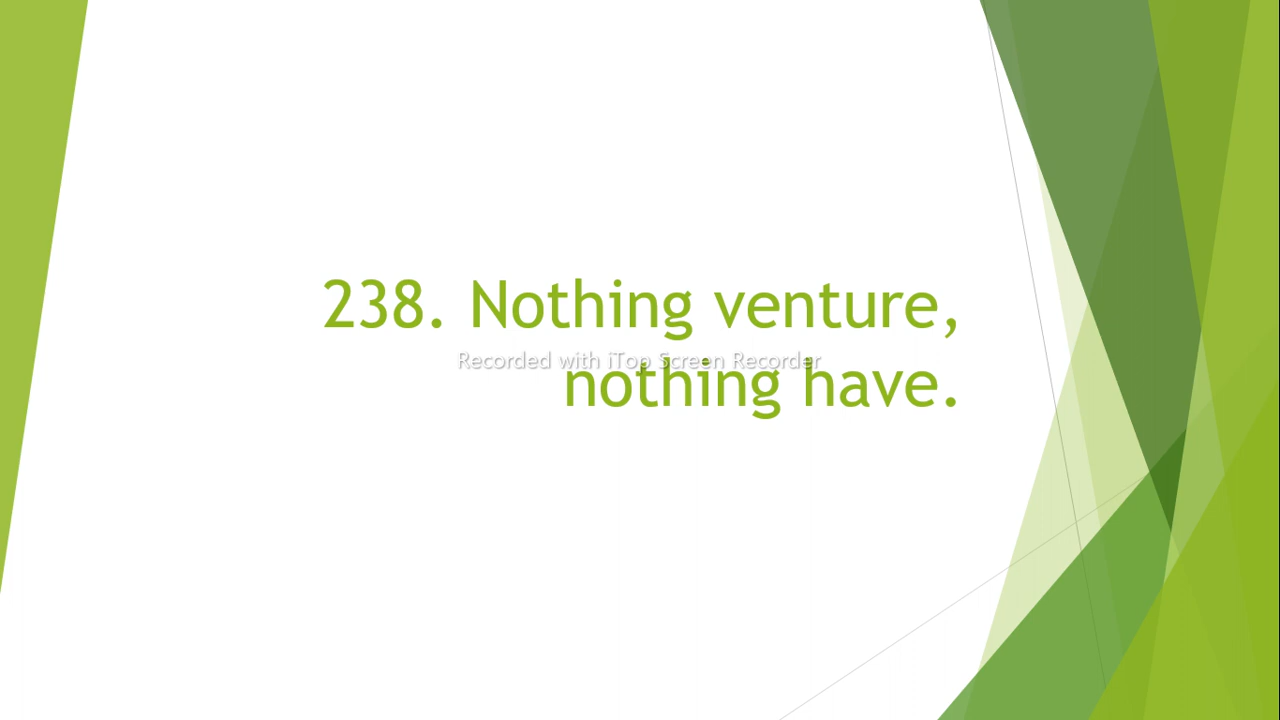 238. Nothing venture,
Recorded with iTop Screen Recorder
nothing have.